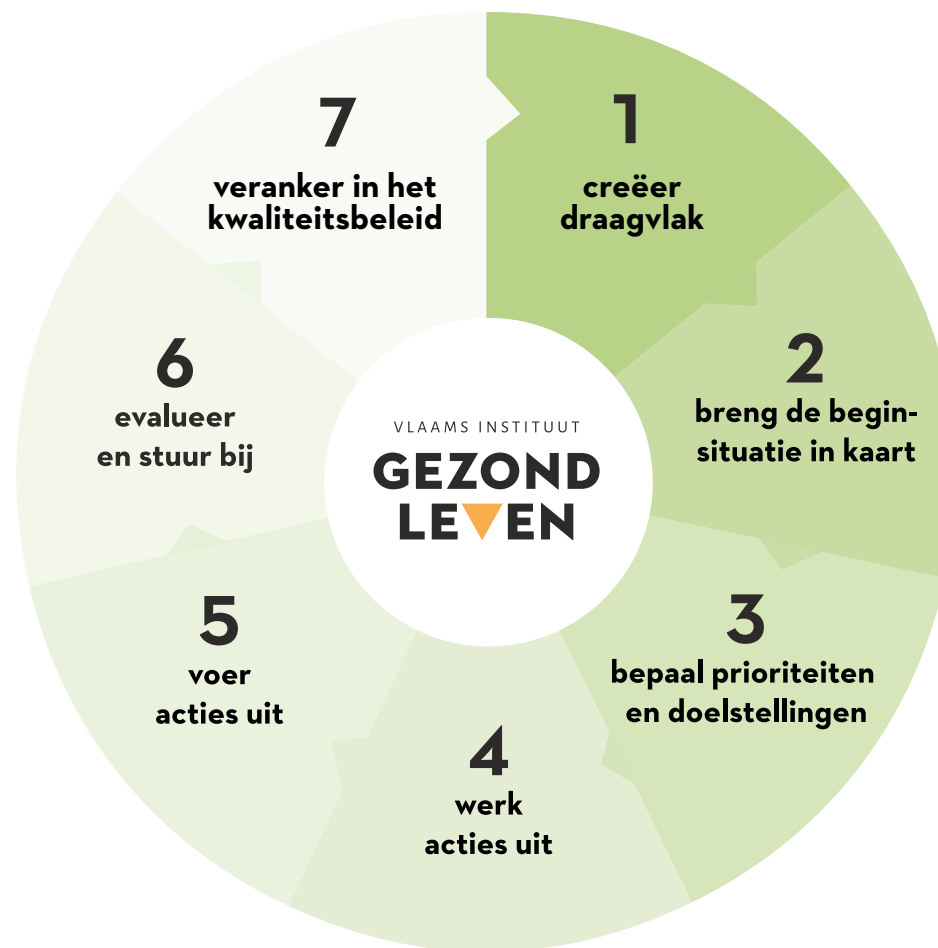 1
creëer
draagvlak
2
breng de begin-
situatie in kaart
3
bepaal prioriteiten
en doelstellingen
4
werk
acties uit
5
voer
acties uit
6
evalueer
en stuur bij
7
veranker in het
kwaliteitsbeleid
VLAAMS INSTITUUT
GEZOND
LEVEN